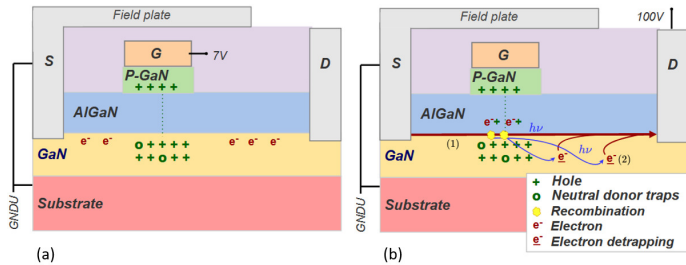 Field plate
S
G
7V
D
P-GaN
+ + + +
AlGaN
e- e-
o + + + +
+ + o + +
e- e- e-
GaN
Substrate
GNDU
(a)
100V
Field plate
S
G
D
P-GaN
+ + + +
AlGaN
e-+ e-+
hν
(1)
o + + + +
+ + o + +
hν
e-
e- (2)
GaN
Substrate
GNDU
+ Hole
o Neutral donor traps
Recombination
e- Electron
e- Electron detrapping
(b)